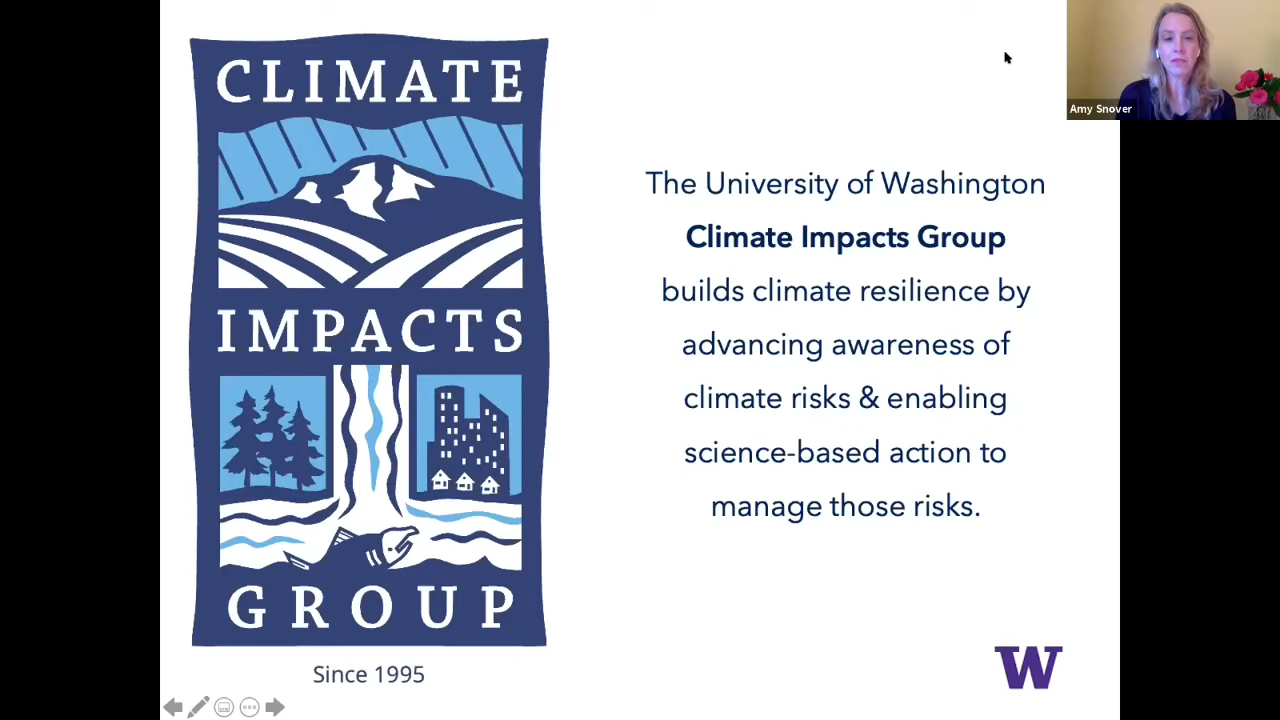 CLIMATE
IMPACTS
GROUP
Since 1995
The University of Washington
Climate Impacts Group
builds climate resilience by
advancing awareness of
climate risks & enabling
science-based action to
manage those risks.
W
Amy Snover